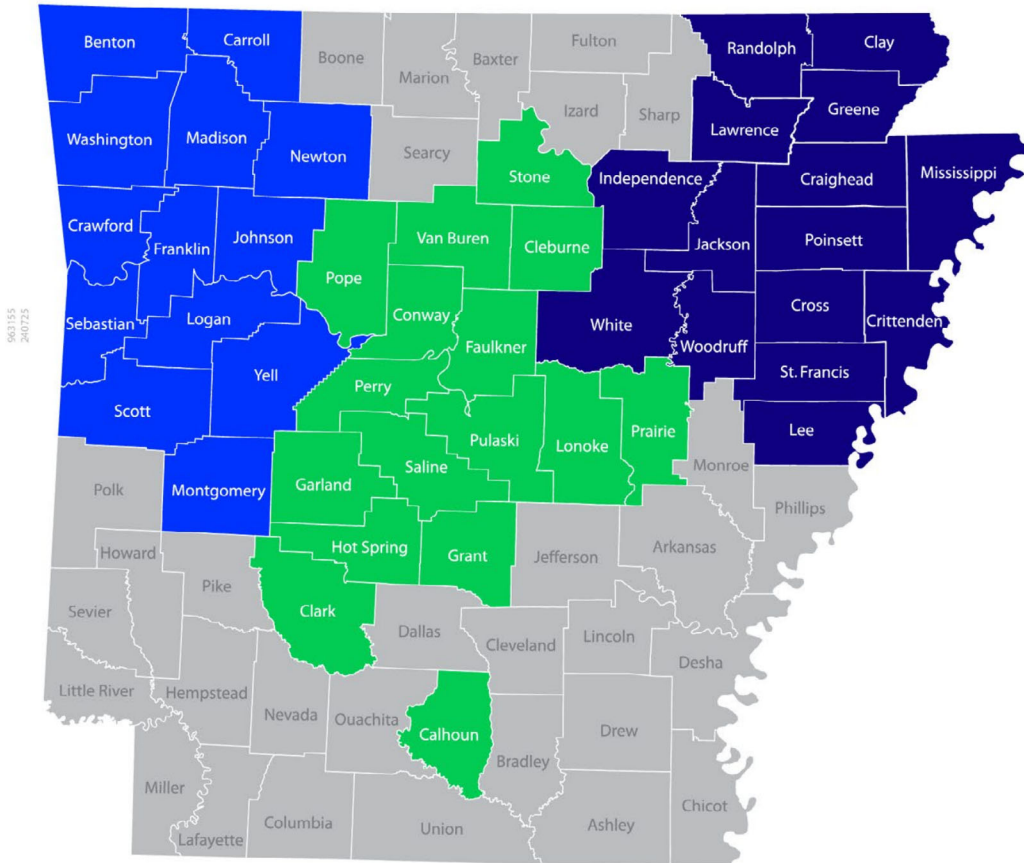 Benton
Carroll
Boone
Marion
Baxter
Fulton
Randolph
Clay
Izard
Sharp
Greene
Lawrence
Washington
Madison
Newton
Searcy
Stone
Independence
Craighead
Mississippi
Crawford
Franklin
Johnson
Pope
Van Buren
Cleburne
Jackson
Poinsett
963155
240725
Sebastian
Logan
Conway
Faulkner
White
Woodruff
Cross
Crittenden
Scott
Yell
Perry
St. Francis
Pulaski
Lonoke
Prairie
Lee
Polk
Montgomery
Garland
Saline
Monroe
Phillips
Howard
Pike
Hot Spring
Grant
Jefferson
Arkansas
Sevier
Clark
Dallas
Cleveland
Lincoln
Desha
Little River
Hempstead
Nevada
Ouachita
Calhoun
Bradley
Drew
Miller
Lafayette
Columbia
Union
Ashley
Chicot